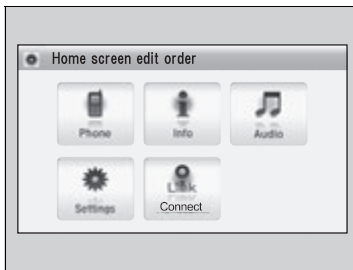 Home screen edit order
Phone
Info
Audio
Settings
Link
Connect